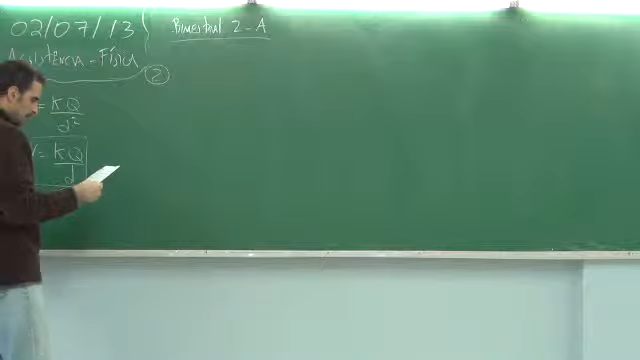 02/07/13
Bimestral 2-A
Assistência - Física
2
= KQ
d²
V = KQ
d